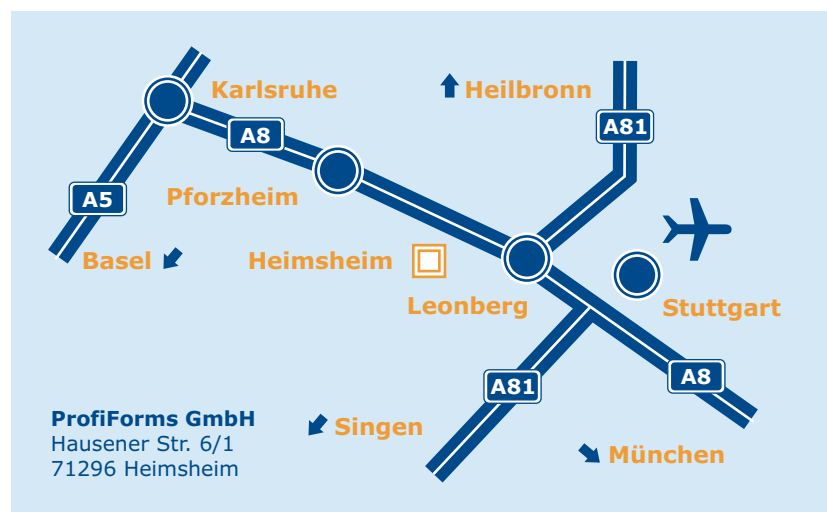 Karlsruhe
Heilbronn
A81
A8
Pforzheim
A5
Basel
Heimsheim
Leonberg
Stuttgart
A81
A8
ProfiForms GmbH
Hausener Str. 6/1
71296 Heimsheim
Singen
München